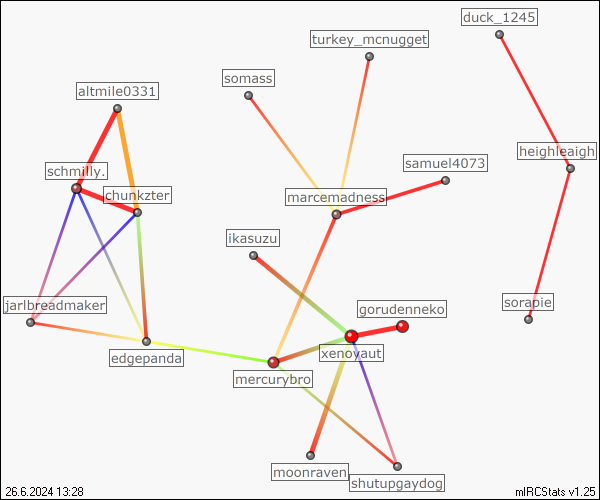 duck_1245
turkey_mcnugget
somass
altmile0331
heighleaigh
samuel4073
schmilly.
chunkzter
marcemadness
ikasuzu
jarlbreadmaker
gorudenneko
sorapie
edgepanda
xenoyaut
mercurybro
moonraven
shutupgaydog
26.6.2024 13:28
mIRCStats v1.25